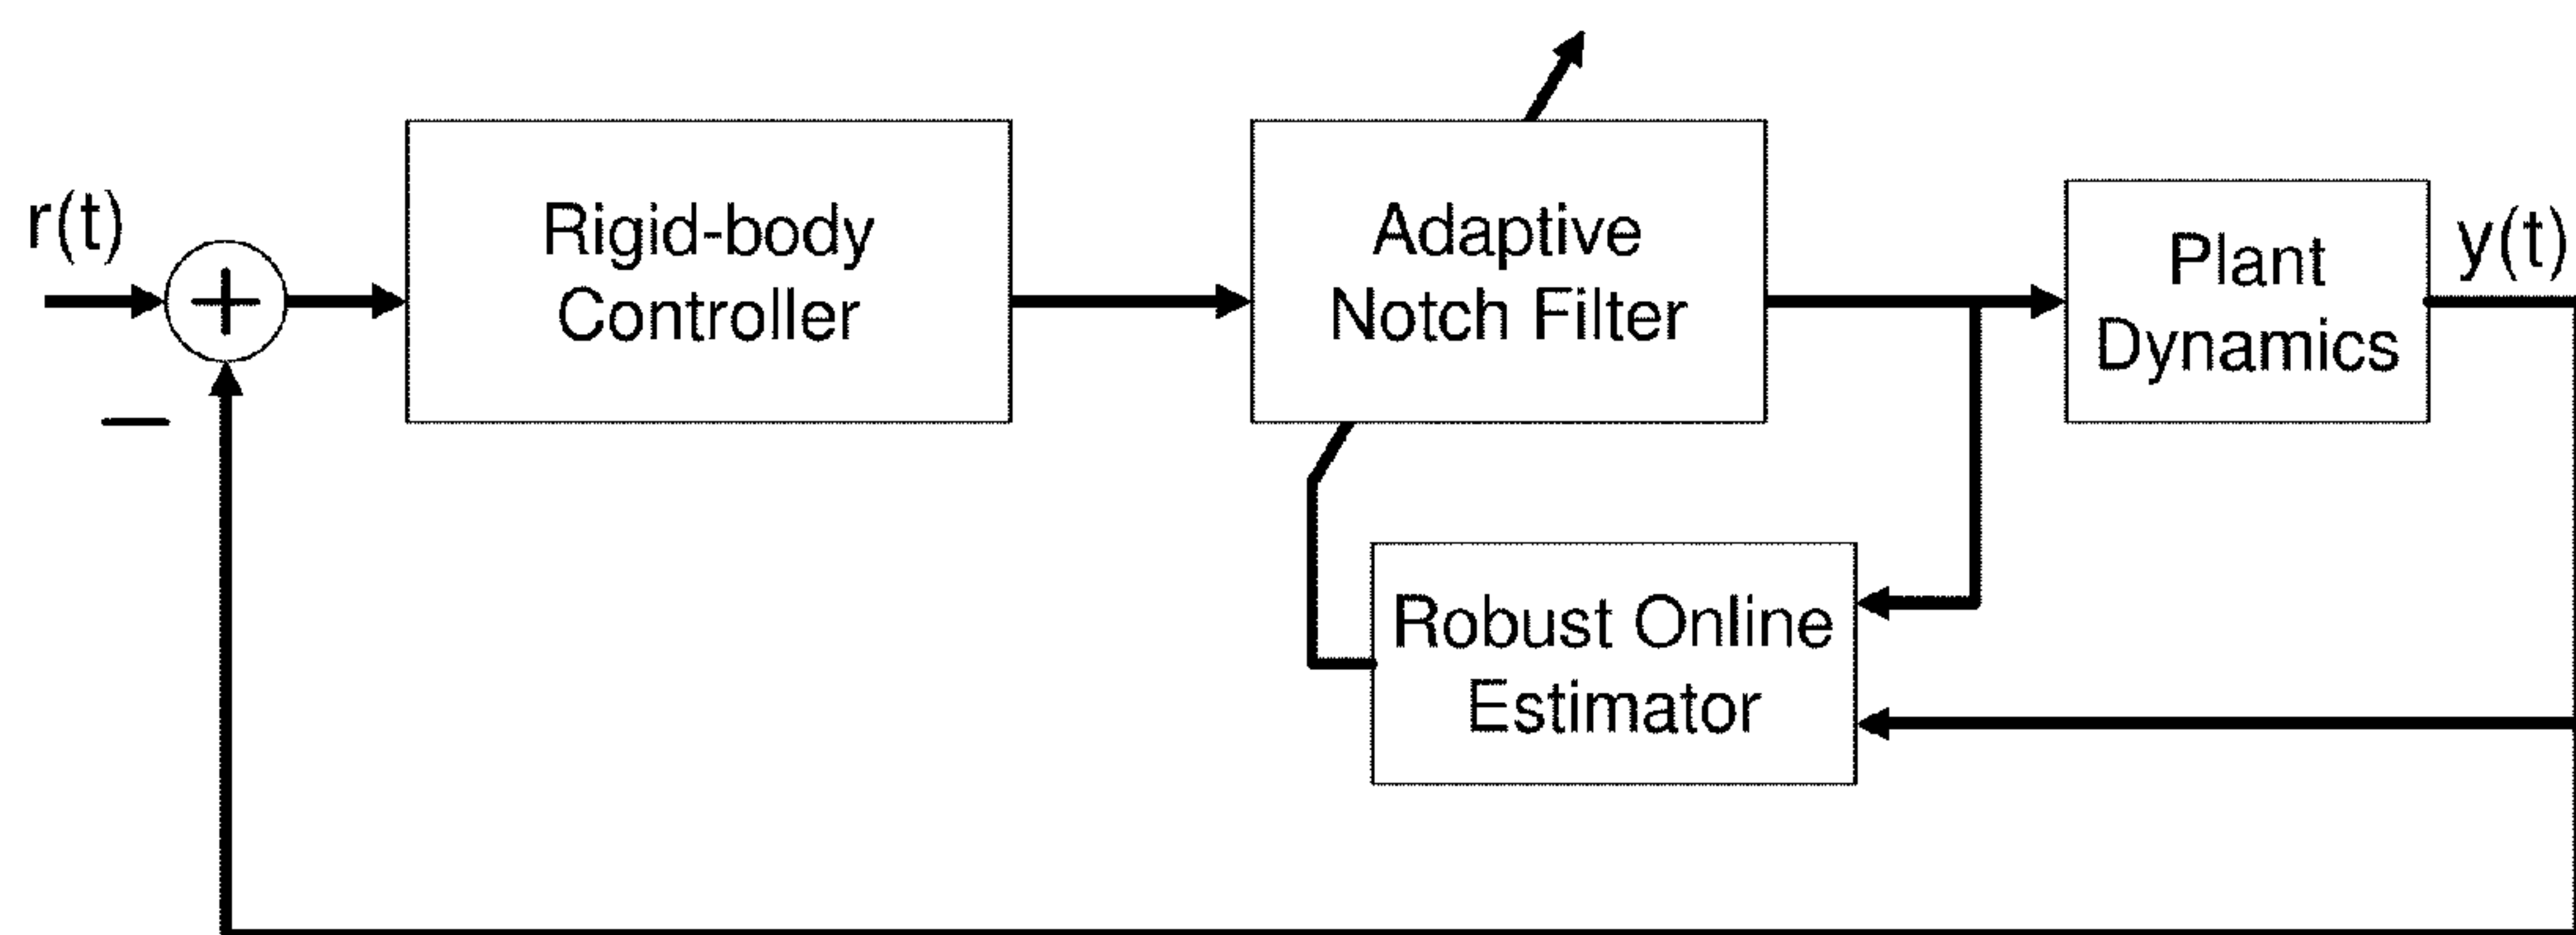 r(t)
+
−
Rigid-body
Controller
Adaptive
Notch Filter
Plant
Dynamics
y(t)
Robust Online
Estimator